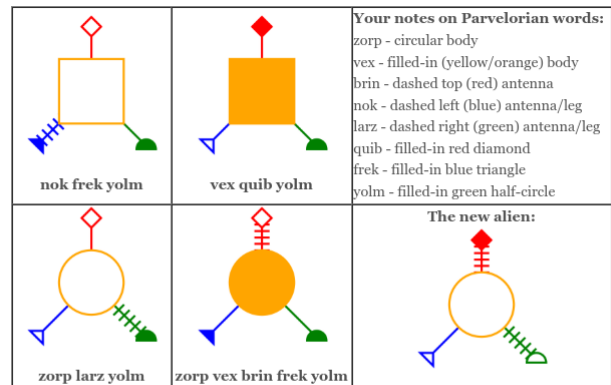 nok frek yolm
vex quib yolm
Your notes on Parvelorian words:
zorp - circular body
vex - filled-in (yellow/orange) body
brin - dashed top (red) antenna
nok - dashed left (blue) antenna/leg
larz - dashed right (green) antenna/leg
quib - filled-in red diamond
frek - filled-in blue triangle
yolm - filled-in green half-circle
zorp larz yolm
zorp vex brin frek yolm
The new alien: